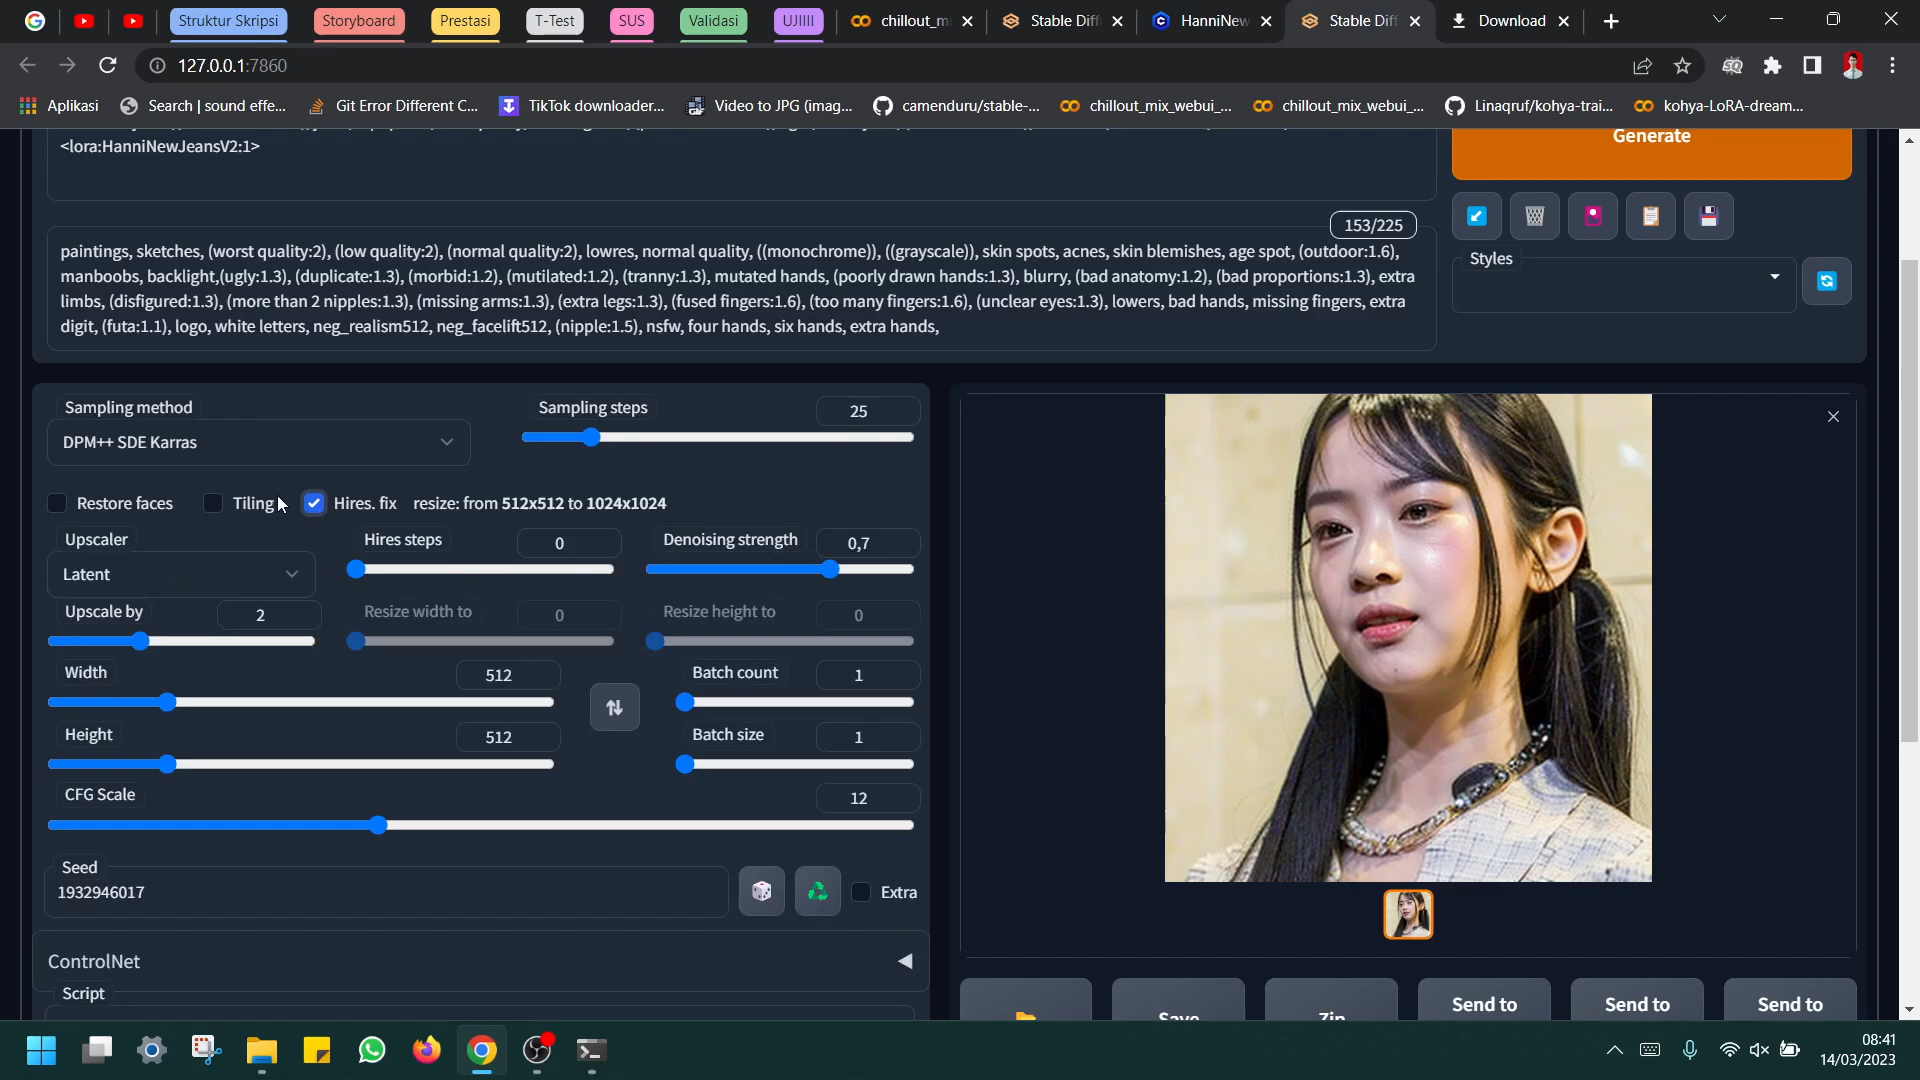 Struktur Skripsi
Storyboard
Prestasi
T-Test
SUS
Validasi
UJIIII
chillout_m
Stable Diff
HanniNew
Stable Diff
Download
127.0.0.1:7860
Aplikasi
Search | sound effe...
Git Error Different C...
TikTok downloader...
Video to JPG (imag...
camenduru/stable-...
chillout_mix_webui_...
chillout_mix_webui_...
Linaqruf/kohya-trai...
kohya-LoRA-dream...
<lora:HanniNewJeansV2:1>
Generate
153/225
paintings, sketches, (worst quality:2), (low quality:2), (normal quality:2), lowres, normal quality, ((monochrome)), ((grayscale)), skin spots, acnes, skin blemishes, age spot, (outdoor:1.6),
manboobs, backlight,(ugly:1.3), (duplicate:1.3), (morbid:1.2), (mutilated:1.2), (tranny:1.3), mutated hands, (poorly drawn hands:1.3), blurry, (bad anatomy:1.2), (bad proportions:1.3), extra
limbs, (disfigured:1.3), (more than 2 nipples:1.3), (missing arms:1.3), (extra legs:1.3), (fused fingers:1.6), (too many fingers:1.6), (unclear eyes:1.3), lowers, bad hands, missing fingers, extra
digit, (futa:1.1), logo, white letters, neg_realism512, neg_facelift512, (nipple:1.5), nsfw, four hands, six hands, extra hands,
Styles
Sampling method
DPM++ SDE Karras
Sampling steps
25
Restore faces
Tiling
Hires. fix
resize: from 512x512 to 1024x1024
Upscaler
Latent
Hires steps
0
Denoising strength
0,7
Upscale by
2
Resize width to
0
Resize height to
0
Width
512
Batch count
1
Height
512
Batch size
1
CFG Scale
12
Seed
1932946017
Extra
ControlNet
Script
Save
Zip
Send to
Send to
Send to
08:41
14/03/2023